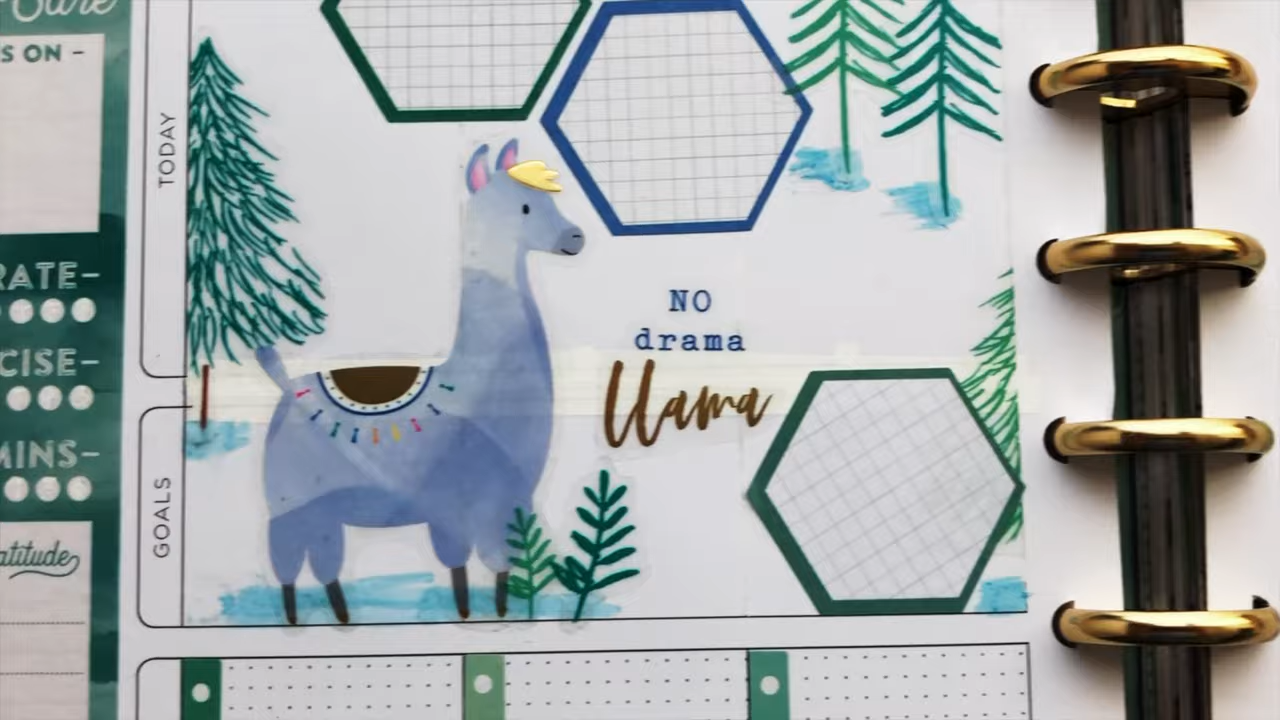 TODAY
NO
drama
llama
GOALS
S ON -
RATE-
CISE-
MINS-
atitude